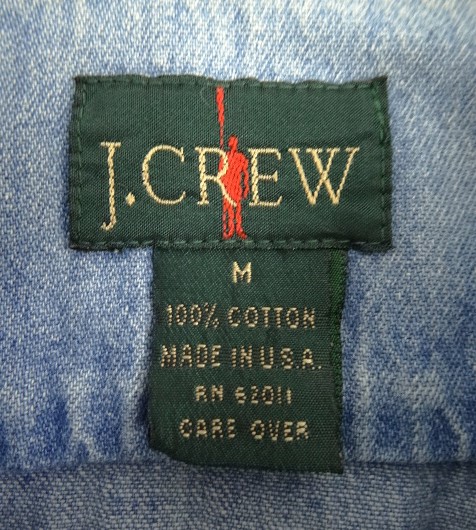 J.CREW
M
100% COTTON
MADE IN U.S.A.
RN 62011
CARE OVER